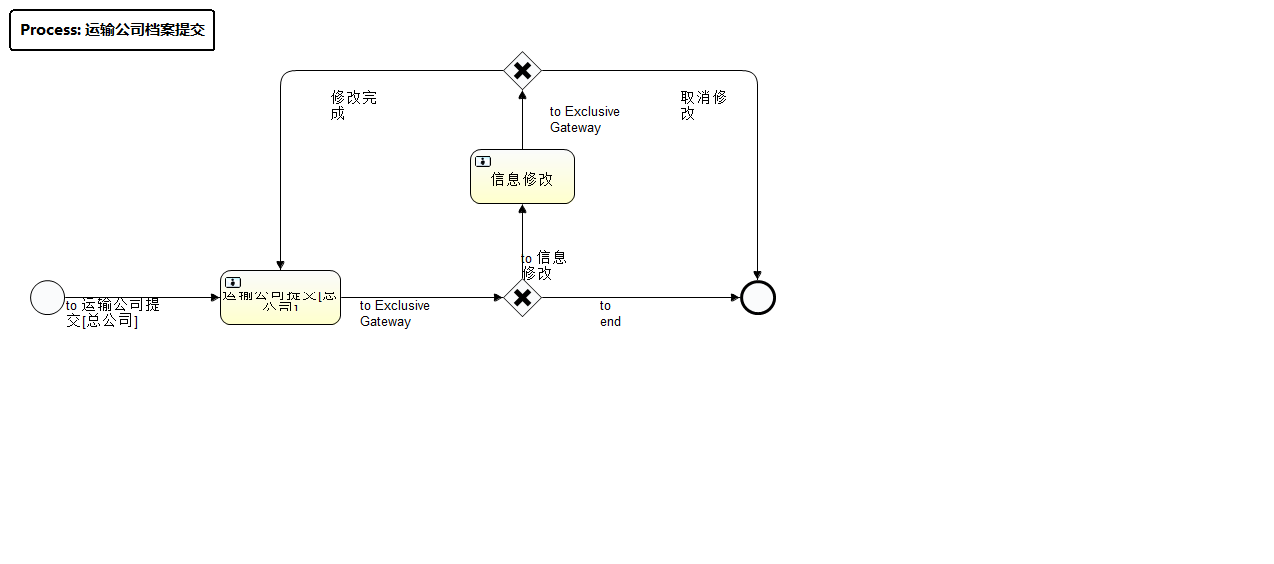 Process: 运输公司档案提交
修改完
成
to Exclusive
Gateway
取消修
改
信息修改
to 信息
修改
to 运输公司提
交[总公司]
运输公司提交[总
公司]
to Exclusive
Gateway
to
end